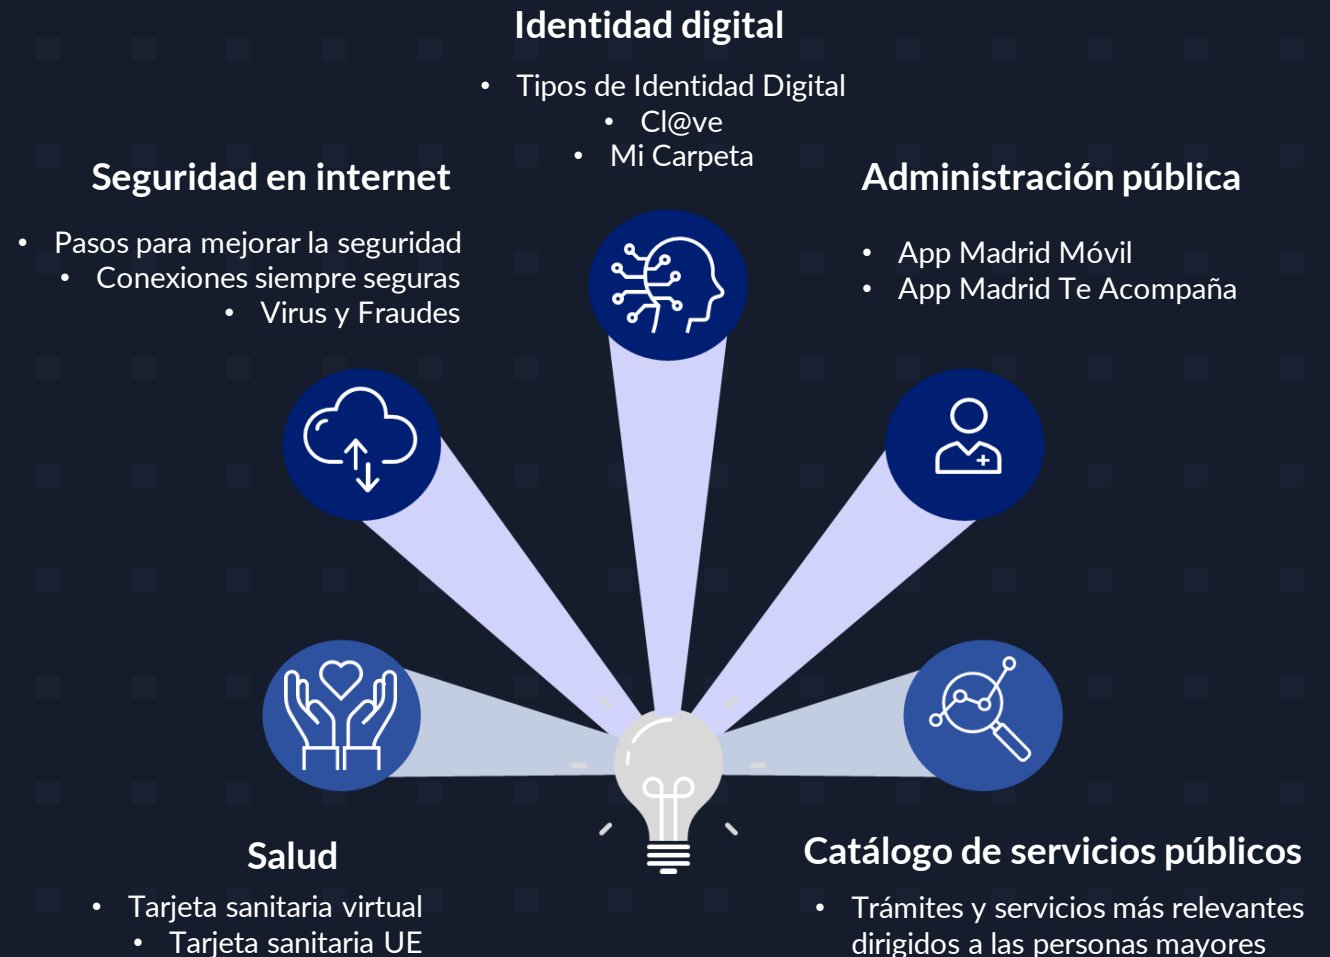 Identidad digital
• Tipos de Identidad Digital
• Cl@ve
• Mi Carpeta
Seguridad en internet
• Pasos para mejorar la seguridad
• Conexiones siempre seguras
• Virus y Fraudes
Administración pública
• App Madrid Móvil
• App Madrid Te Acompaña
Salud
• Tarjeta sanitaria virtual
• Tarjeta sanitaria UE
Catálogo de servicios públicos
• Trámites y servicios más relevantes
dirigidos a las personas mayores